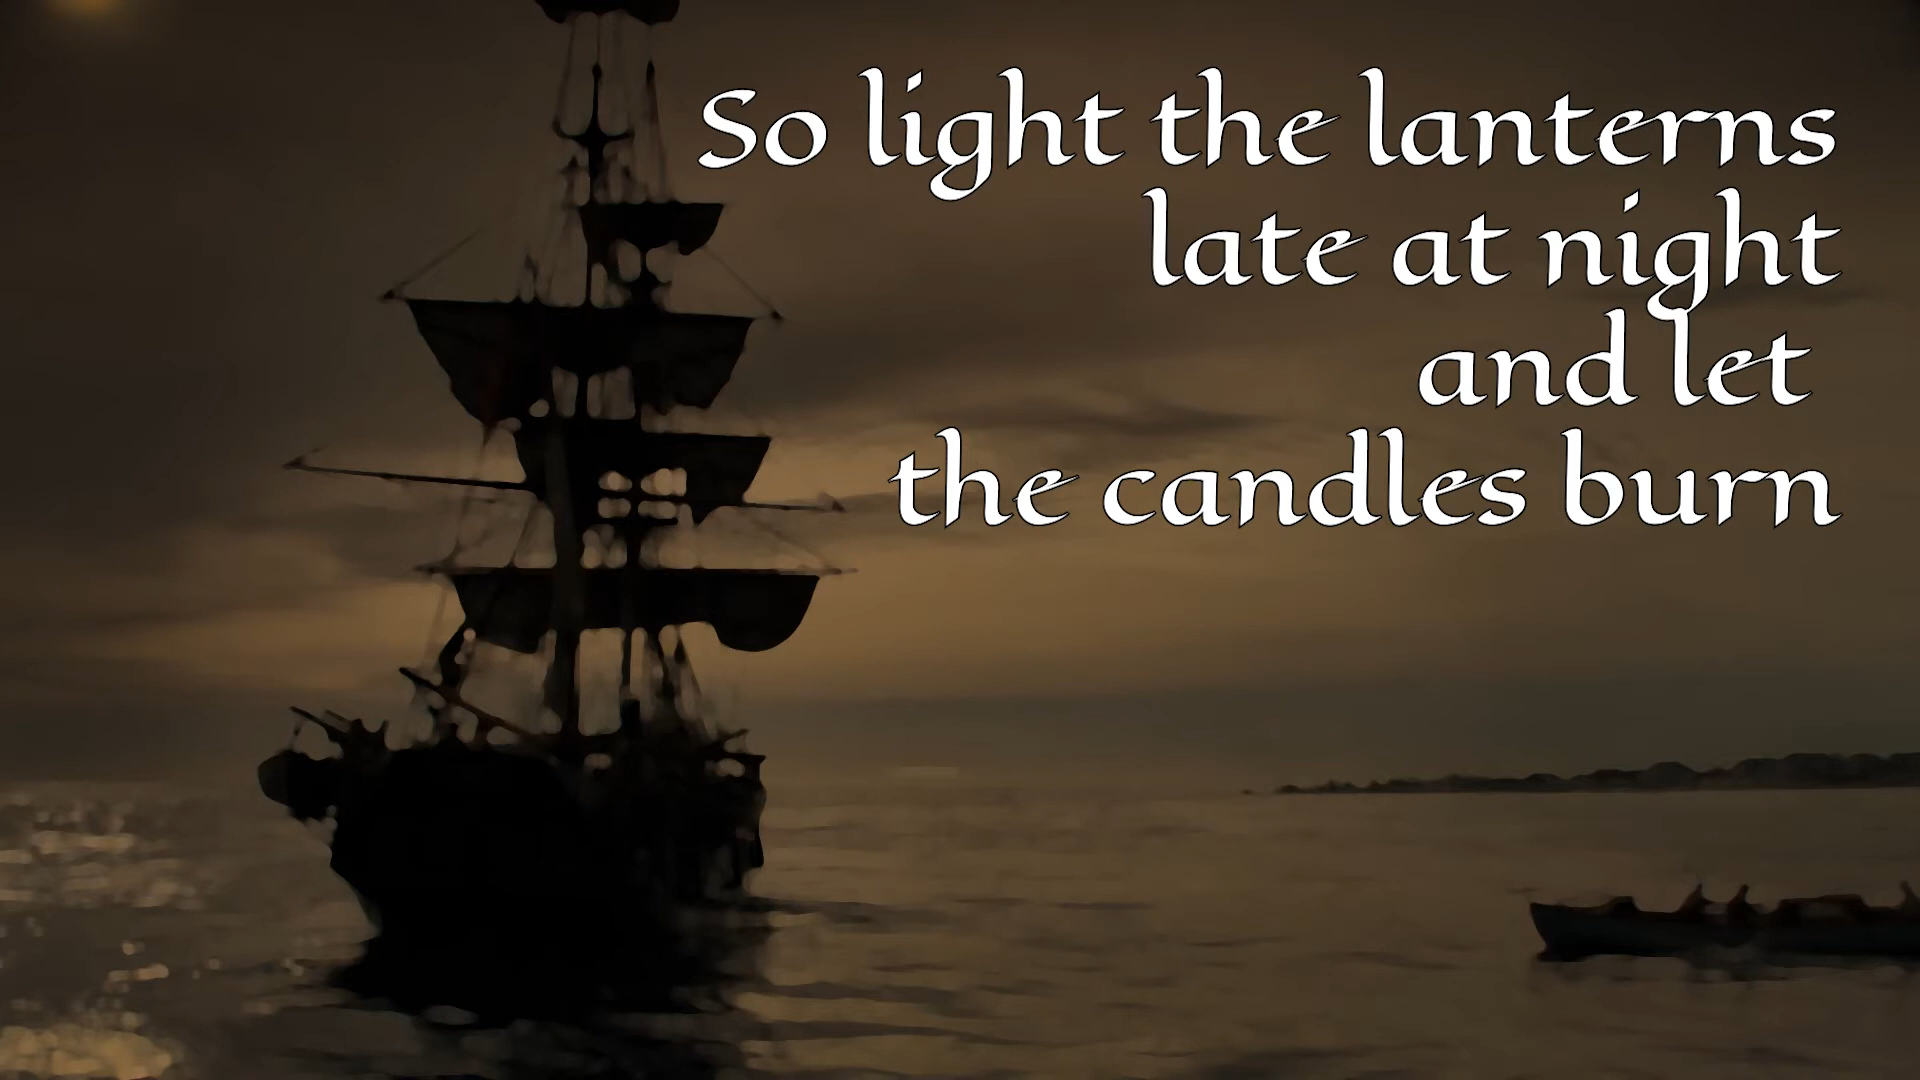 So light the lanterns
late at night
and let
the candles burn